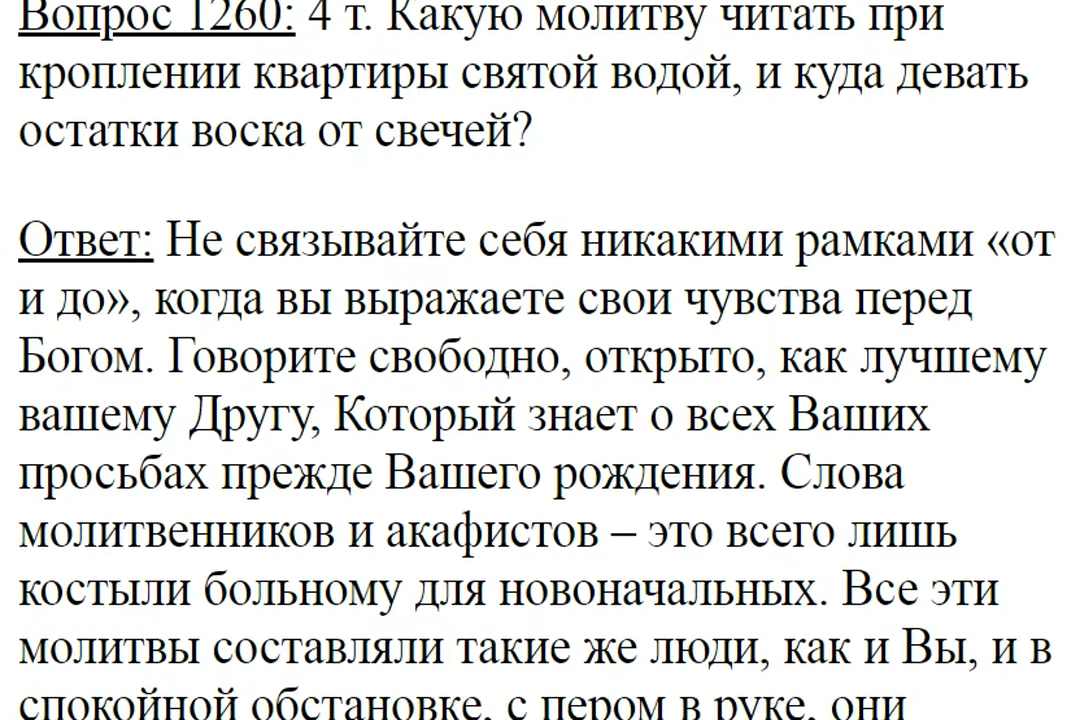 Вопрос 1260: 4 т. Какую молитву читать при
кроплении квартиры святой водой, и куда девать
остатки воска от свечей?
Ответ: Не связывайте себя никакими рамками «от
и до», когда вы выражаете свои чувства перед
Богом. Говорите свободно, открыто, как лучшему
вашему Другу, Который знает о всех Ваших
просьбах прежде Вашего рождения. Слова
молитвенников и акафистов – это всего лишь
костыли больному для новоначальных. Все эти
молитвы составляли такие же люди, как и Вы, и в
спокойной обстановке, с пером в руке, они